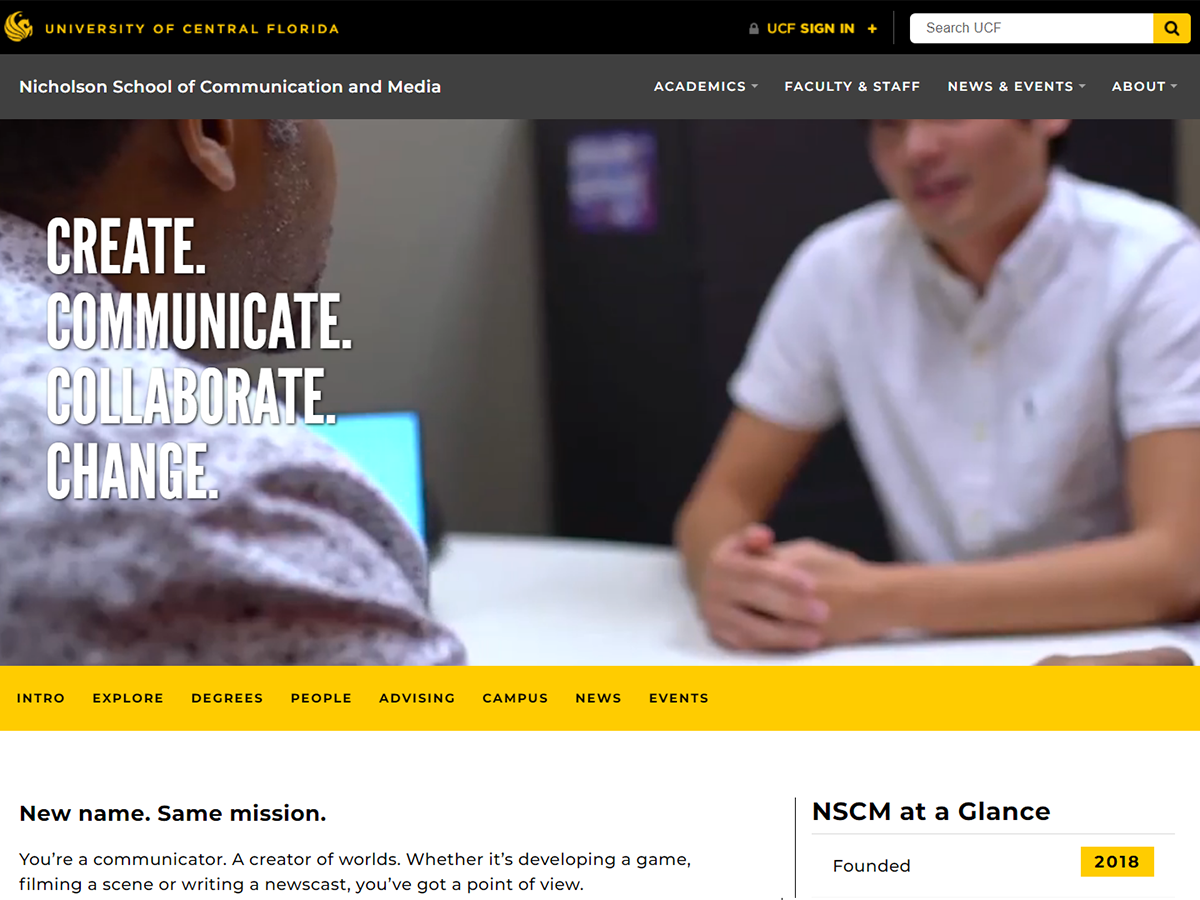 UNIVERSITY OF CENTRAL FLORIDA
UCF SIGN IN +
Search UCF
Nicholson School of Communication and Media
ACADEMICS
FACULTY & STAFF
NEWS & EVENTS
ABOUT
CREATE.
COMMUNICATE.
COLLABORATE.
CHANGE.
INTRO
EXPLORE
DEGREES
PEOPLE
ADVISING
CAMPUS
NEWS
EVENTS
New name. Same mission.
You’re a communicator. A creator of worlds. Whether it’s developing a game,
filming a scene or writing a newscast, you’ve got a point of view.
NSCM at a Glance
Founded 2018